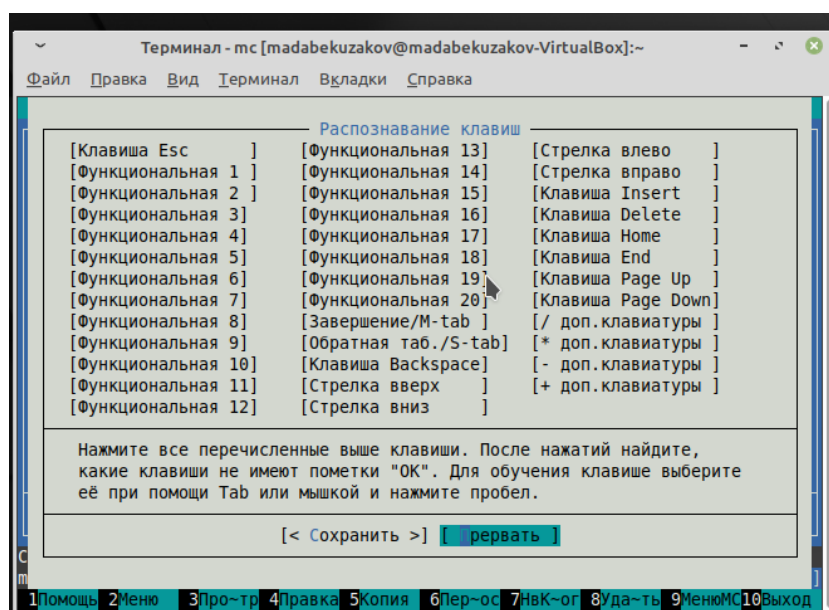 Терминал - mc [madabekuzakov@madabekuzakov-VirtualBox]:~
Файл Правка Вид Терминал Вкладки Справка
Распознавание клавиш
[Клавиша Esc ] [Функциональная 13] [Стрелка влево ]
[Функциональная 1 ] [Функциональная 14] [Стрелка вправо ]
[Функциональная 2 ] [Функциональная 15] [Клавиша Insert ]
[Функциональная 3] [Функциональная 16] [Клавиша Delete ]
[Функциональная 4] [Функциональная 17] [Клавиша Home ]
[Функциональная 5] [Функциональная 18] [Клавиша End ]
[Функциональная 6] [Функциональная 19] [Клавиша Page Up ]
[Функциональная 7] [Функциональная 20] [Клавиша Page Down]
[Функциональная 8] [Завершение/M-tab ] [/ доп.клавиатуры ]
[Функциональная 9] [Обратная таб./S-tab] [* доп.клавиатуры ]
[Функциональная 10] [Клавиша Backspace] [- доп.клавиатуры ]
[Функциональная 11] [Стрелка вверх ] [+ доп.клавиатуры ]
[Функциональная 12] [Стрелка вниз ]
Нажмите все перечисленные выше клавиши. После нажатий найдите,
какие клавиши не имеют пометки "OK". Для обучения клавише выберите
её при помощи Tab или мышкой и нажмите пробел.
[< Сохранить >] [ Прервать ]
C
m ]
1Помощь 2Меню 3Про~тр 4Правка 5Копия 6Пер~ос 7НвК~ог 8Уда~ть 9МенюMC 10Выход